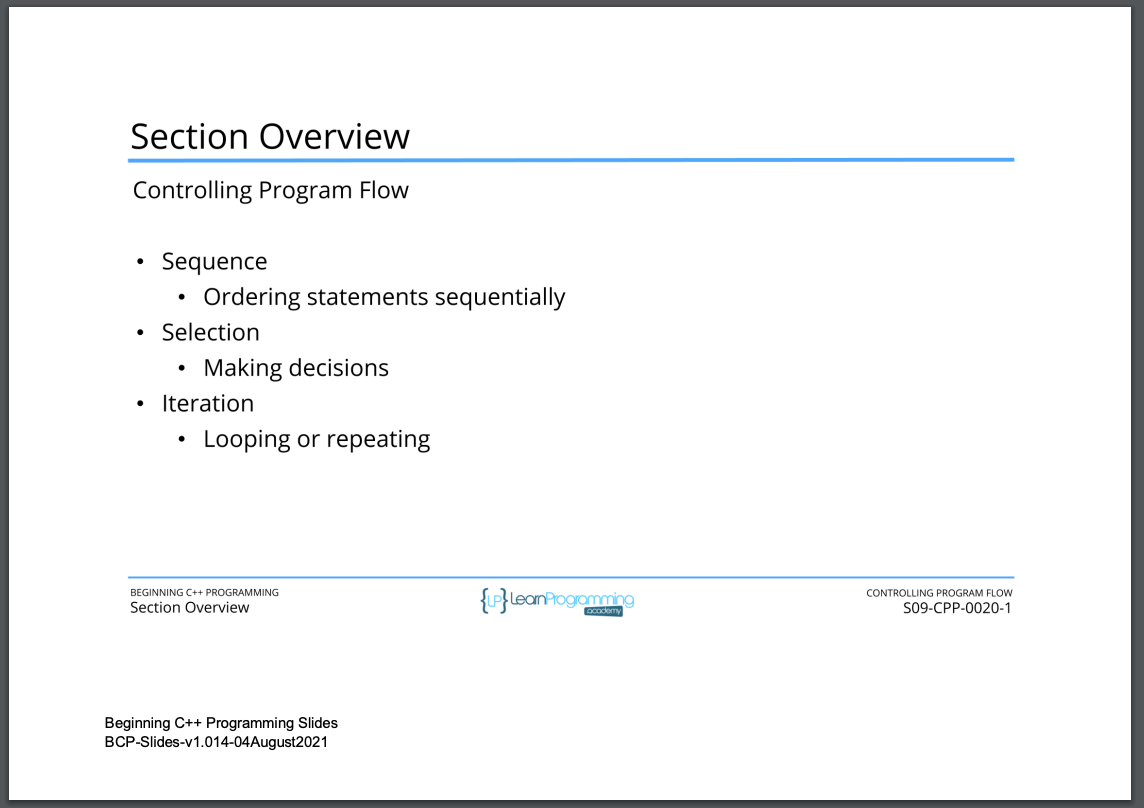 Section Overview
Controlling Program Flow
• Sequence
• Ordering statements sequentially
• Selection
• Making decisions
• Iteration
• Looping or repeating
BEGINNING C++ PROGRAMMING
Section Overview
{LP} LearnProgramming
academy
CONTROLLING PROGRAM FLOW
S09-CPP-0020-1
Beginning C++ Programming Slides
BCP-Slides-v1.014-04August2021